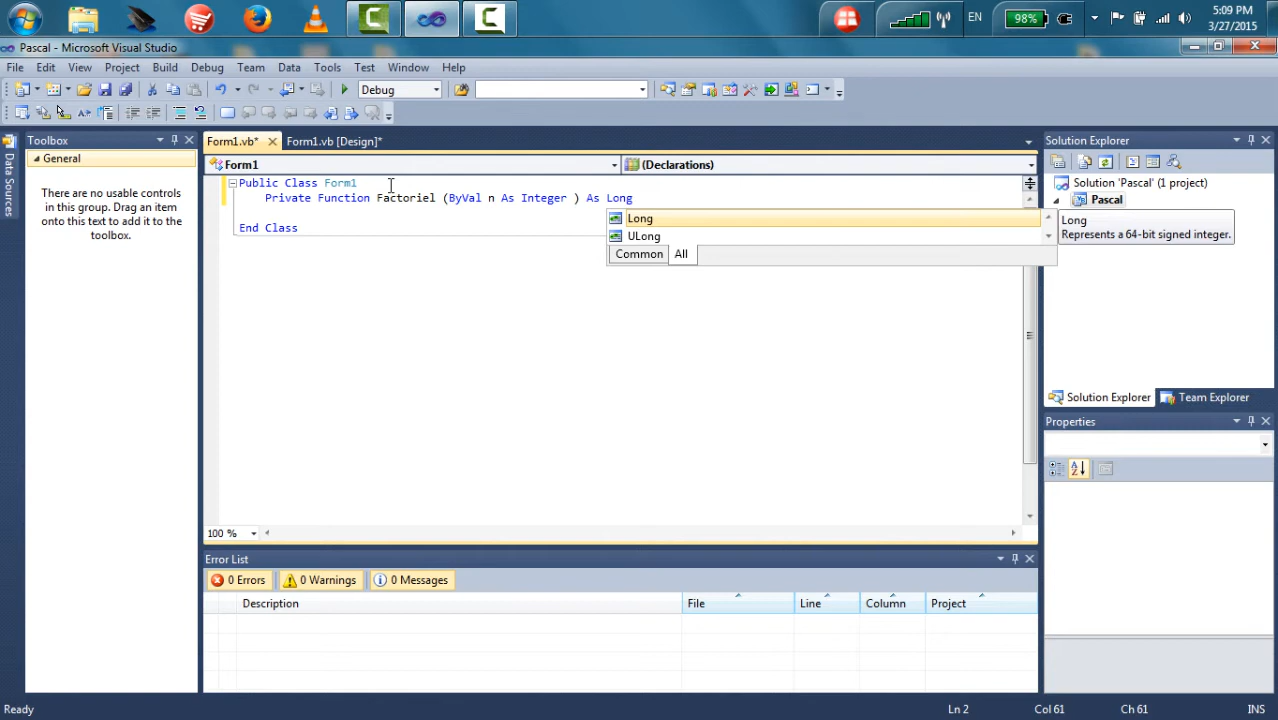 EN
98%
5:09 PM
3/27/2015
Pascal - Microsoft Visual Studio
File Edit View Project Build Debug Team Data Tools Test Window Help
Debug
Toolbox
General
There are no usable controls
in this group. Drag an item
onto this text to add it to the
toolbox.
Data Sources
Form1.vb* Form1.vb [Design]*
Form1 (Declarations)
Public Class Form1
Private Function Factoriel (ByVal n As Integer ) As Long
End Class
Long
ULong
Common All
Long
Represents a 64-bit signed integer.
100 %
Solution Explorer
Solution 'Pascal' (1 project)
Pascal
Solution Explorer Team Explorer
Properties
Error List
0 Errors 0 Warnings 0 Messages
Description File Line Column Project
Ready Ln 2 Col 61 Ch 61 INS